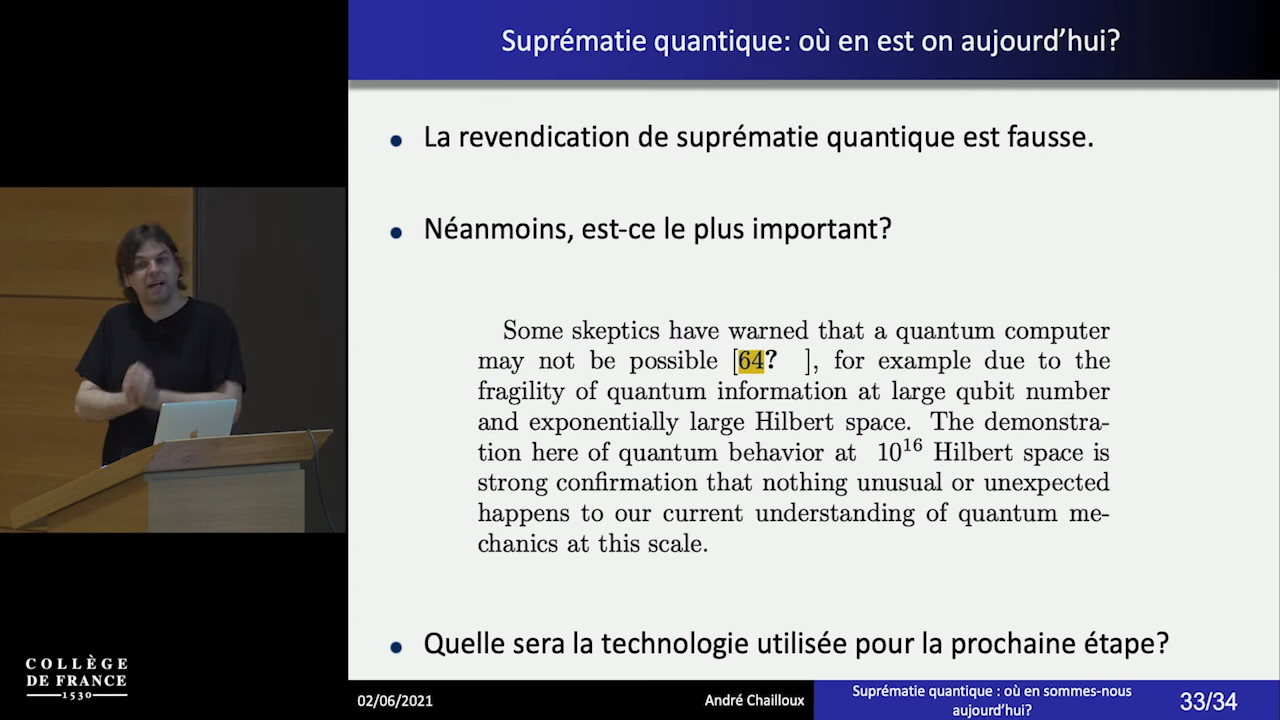 Suprématie quantique: où en est on aujourd’hui?
• La revendication de suprématie quantique est fausse.
• Néanmoins, est-ce le plus important?
Some skeptics have warned that a quantum computer
may not be possible [64? ], for example due to the
fragility of quantum information at large qubit number
and exponentially large Hilbert space. The demonstra-
tion here of quantum behavior at 10¹⁶ Hilbert space is
strong confirmation that nothing unusual or unexpected
happens to our current understanding of quantum me-
chanics at this scale.
• Quelle sera la technologie utilisée pour la prochaine étape?
COLLÈGE
DE FRANCE
1530
02/06/2021
André Chailloux
Suprématie quantique : où en sommes-nous
aujourd’hui?
33/34